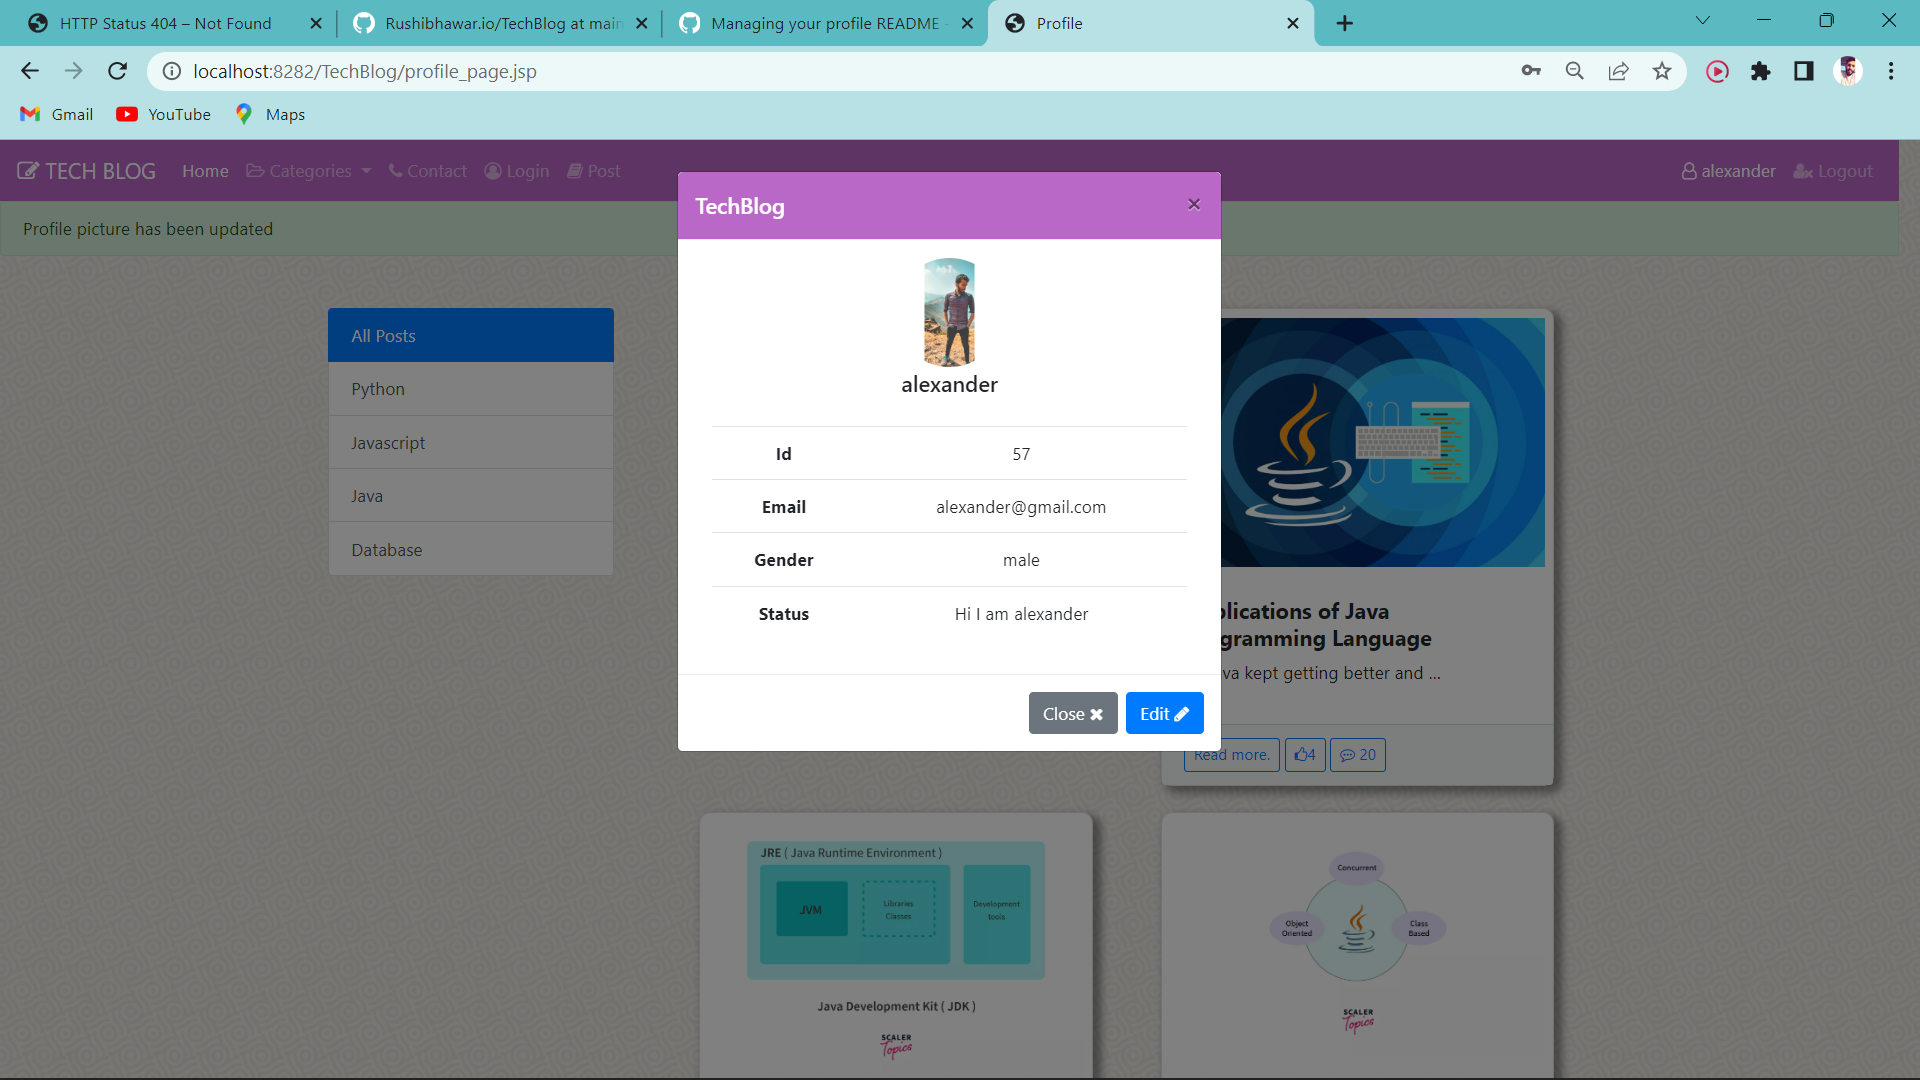 HTTP Status 404 – Not Found
Rushibhawar.io/TechBlog at main
Managing your profile README
Profile
localhost:8282/TechBlog/profile_page.jsp
Gmail
YouTube
Maps
TECH BLOG
Home
Categories
Contact
Login
Post
alexander
Logout
Profile picture has been updated
TechBlog
×
alexander
Id 57
Email alexander@gmail.com
Gender male
Status Hi I am alexander
Close
Edit
All Posts
Python
Javascript
Java
Database
plications of Java
gramming Language
va kept getting better and ...
Read more.
4
20
JRE ( Java Runtime Environment )
JVM
Libraries
Classes
Development
tools
Java Development Kit ( JDK )
SCALER
Topics
Concurrent
Object
Oriented
Class
Based
SCALER
Topics